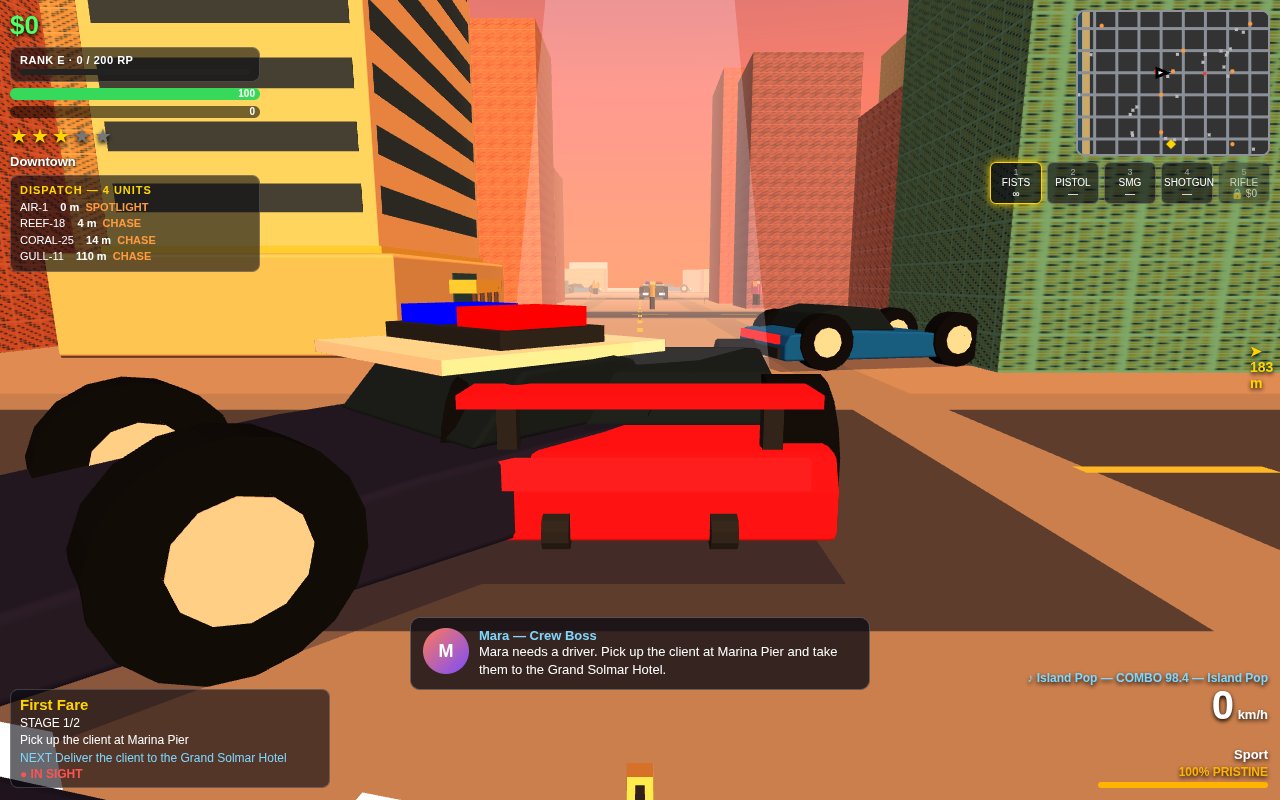 $0
RANK E · 0 / 200 RP
100
0
★ ★ ★ ★ ★
Downtown
DISPATCH — 4 UNITS
AIR-1 0 m SPOTLIGHT
REEF-18 4 m CHASE
CORAL-25 14 m CHASE
GULL-11 110 m CHASE
1 FISTS ∞
2 PISTOL —
3 SMG —
4 SHOTGUN —
5 RIFLE 🔒 $0
➤
183
m
M
Mara — Crew Boss
Mara needs a driver. Pick up the client at Marina Pier and take
them to the Grand Solmar Hotel.
First Fare
STAGE 1/2
Pick up the client at Marina Pier
NEXT Deliver the client to the Grand Solmar Hotel
● IN SIGHT
♪ Island Pop — COMBO 98.4 — Island Pop
0 km/h
Sport
100% PRISTINE